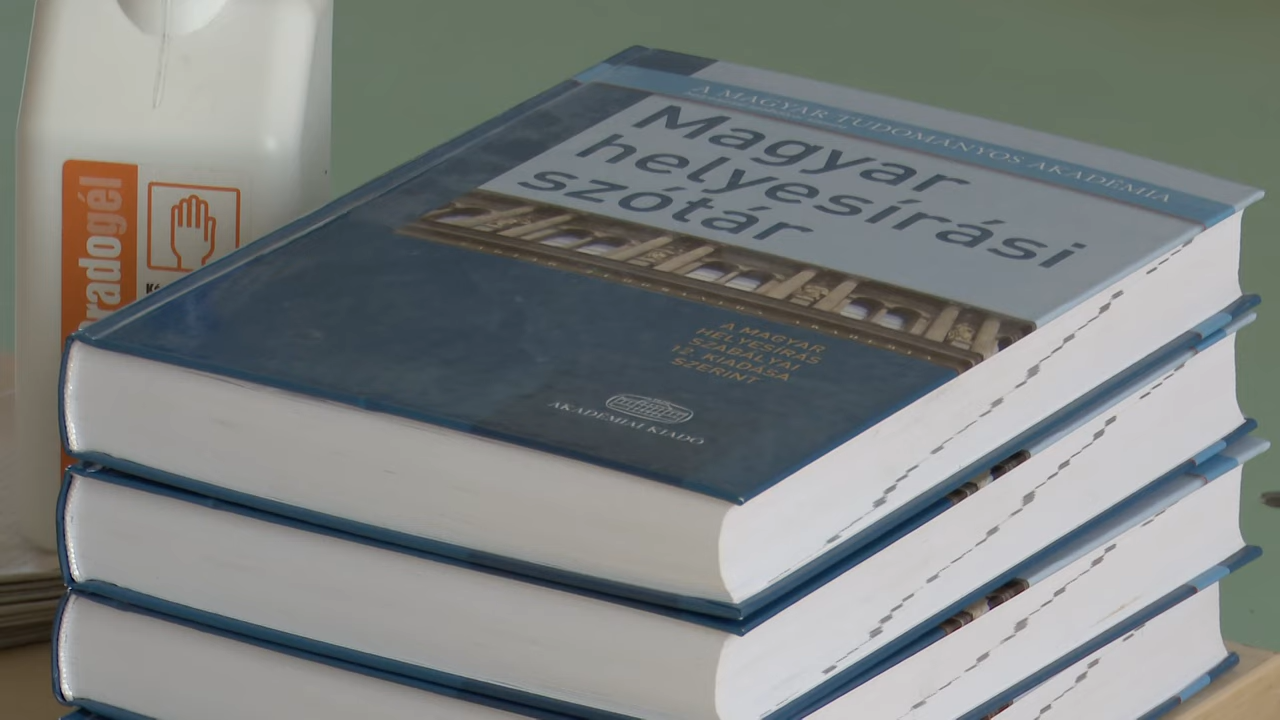 A MAGYAR TUDOMÁNYOS AKADÉMIA
Magyar
helyesírási
szótár
A MAGYAR
HELYESÍRÁS
SZABÁLYAI
12. KIADÁSA
SZERINT
AKADÉMIAI KIADÓ
radogél